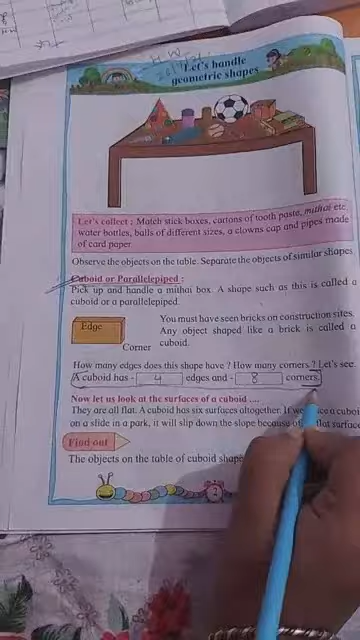 H.W
Let's handle
geometric shapes
Let's collect : Match stick boxes, cartons of tooth paste, mithai etc
water bottles, balls of different sizes, a clowns cap and pipes made
of card paper.
Observe the objects on the table. Separate the objects of similar shapes
Cuboid or Parallelepiped :
Pick up and handle a mithai box. A shape such as this is called a
cuboid or a parallelepiped.
Edge
Corner
You must have seen bricks on construction sites.
Any object shaped like a brick is called a
cuboid.
How many edges does this shape have ? How many corners ? Let's see.
A cuboid has - 4 edges and - 8 corners.
Now let us look at the surfaces of a cuboid ....
They are all flat. A cuboid has six surfaces altogether. If we a cuboi
on a slide in a park, it will slip down the slope because of flat surface
Find out
The objects on the table of cuboid shape
2